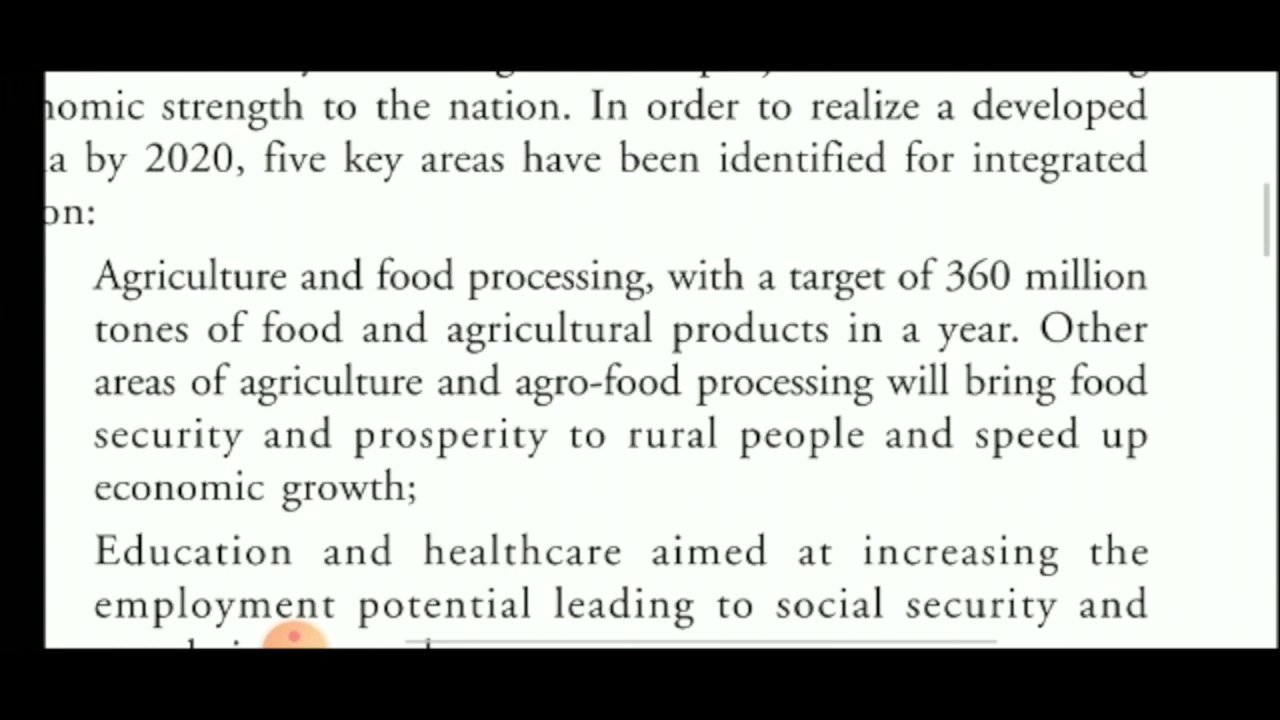 nomic strength to the nation. In order to realize a developed
a by 2020, five key areas have been identified for integrated
on:
Agriculture and food processing, with a target of 360 million
tones of food and agricultural products in a year. Other
areas of agriculture and agro-food processing will bring food
security and prosperity to rural people and speed up
economic growth;
Education and healthcare aimed at increasing the
employment potential leading to social security and